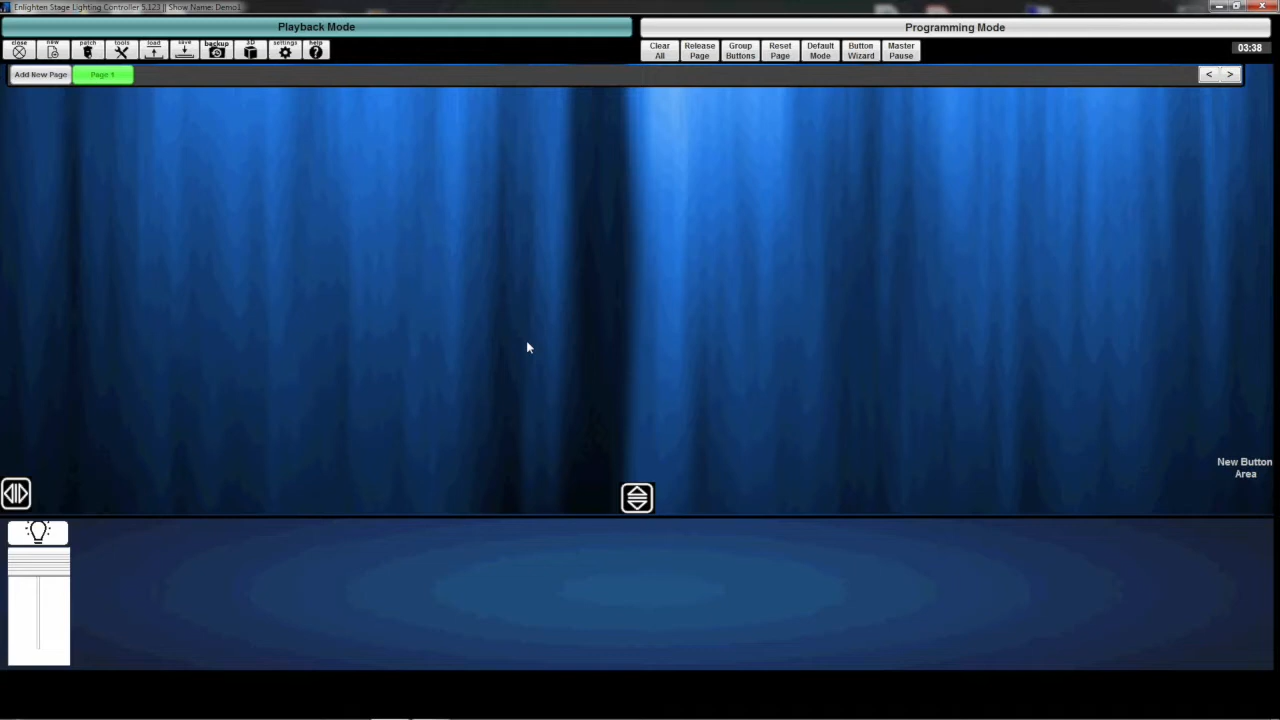 Enlighten Stage Lighting Controller 5.123 || Show Name: Demo1
Playback Mode
Programming Mode
close new patch tools load save backup 3D settings help
Clear All
Release Page
Group Buttons
Reset Page
Default Mode
Button Wizard
Master Pause
03:38
Add New Page
Page 1
< >
New Button
Area